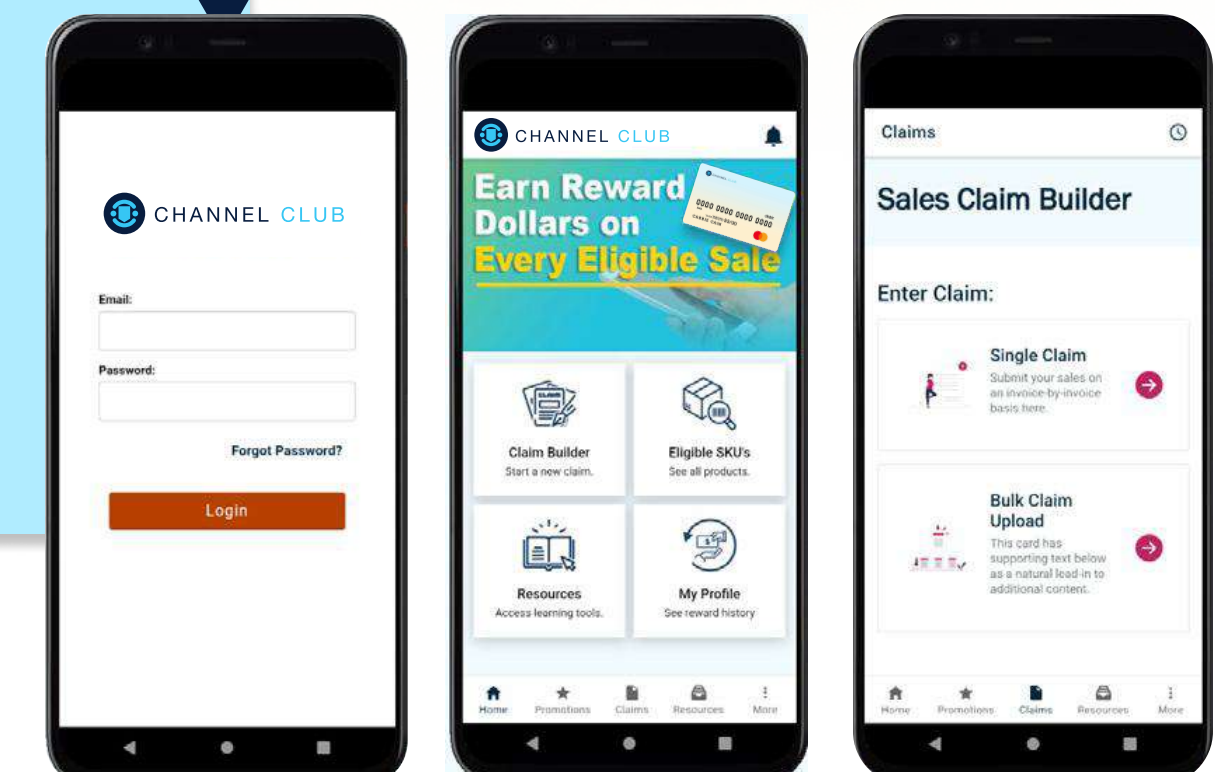 CHANNEL CLUB
Email:
Password:
Forgot Password?
Login
CHANNEL CLUB
Earn Reward
Dollars on
Every Eligible Sale
0000 0000 0000 0000
Claim Builder
Start a new claim.
Eligible SKU's
See all products.
Resources
Access learning tools.
My Profile
See reward history
Home Promotions Claims Resources More
Claims
Sales Claim Builder
Enter Claim:
Single Claim
Submit your sales on
an invoice-by-invoice
basis here.
Bulk Claim
Upload
This card has
supporting text below
as a natural lead-in to
additional content.
Home Promotions Claims Resources More